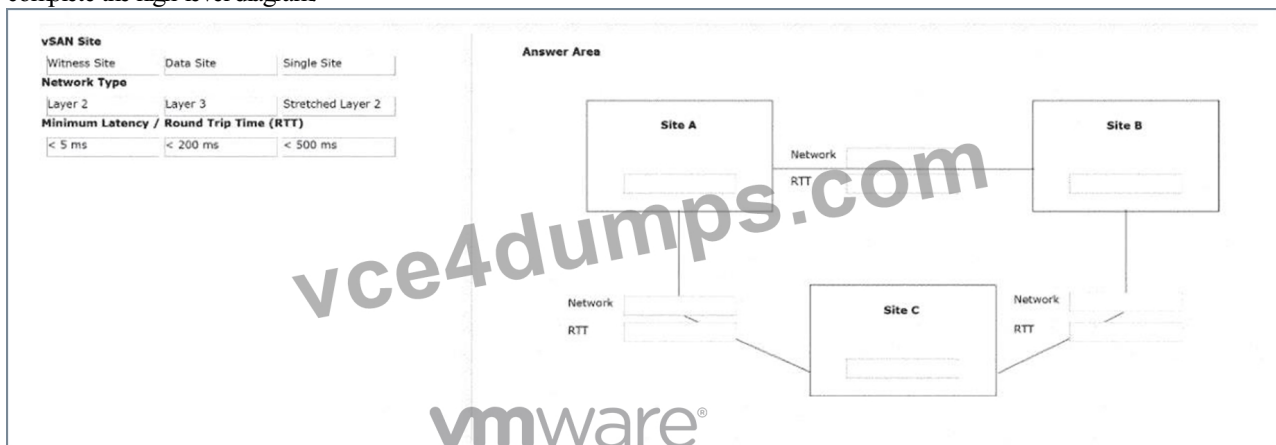 complete the high-level diagram.
vSAN Site
Witness Site Data Site Single Site
Network Type
Layer 2 Layer 3 Stretched Layer 2
Minimum Latency / Round Trip Time (RTT)
< 5 ms < 200 ms < 500 ms
Answer Area
Site A
Site B
Network
RTT
Network
RTT
Site C
Network
RTT
vce4dumps.com
vmware®